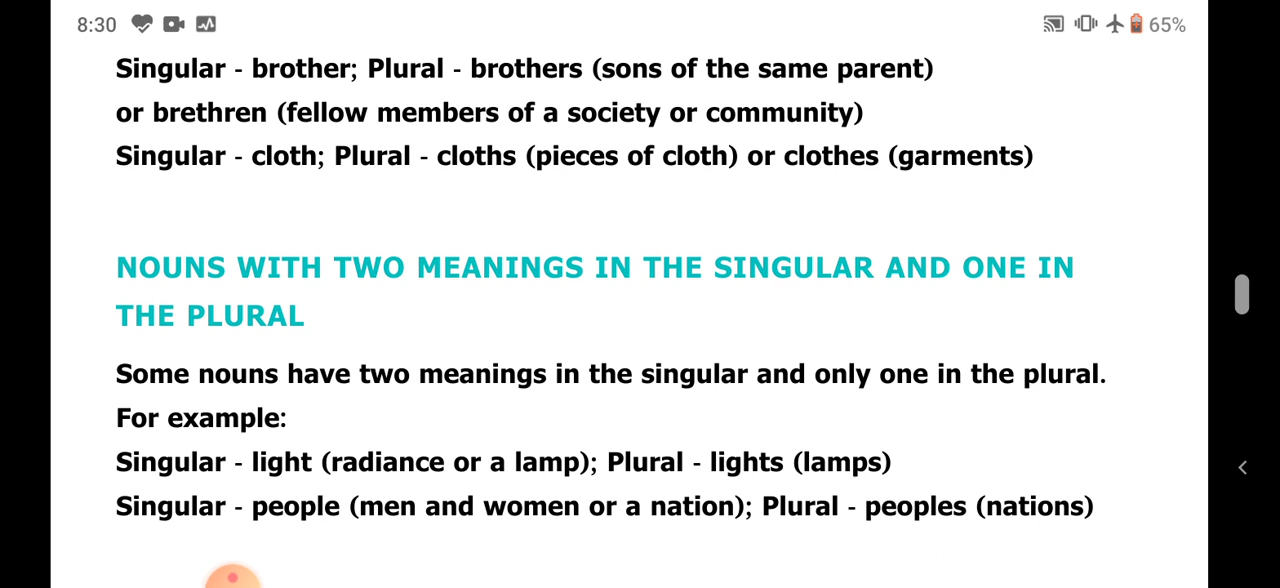 8:30 65%
Singular - brother; Plural - brothers (sons of the same parent)
or brethren (fellow members of a society or community)
Singular - cloth; Plural - cloths (pieces of cloth) or clothes (garments)
NOUNS WITH TWO MEANINGS IN THE SINGULAR AND ONE IN
THE PLURAL
Some nouns have two meanings in the singular and only one in the plural.
For example:
Singular - light (radiance or a lamp); Plural - lights (lamps)
Singular - people (men and women or a nation); Plural - peoples (nations)